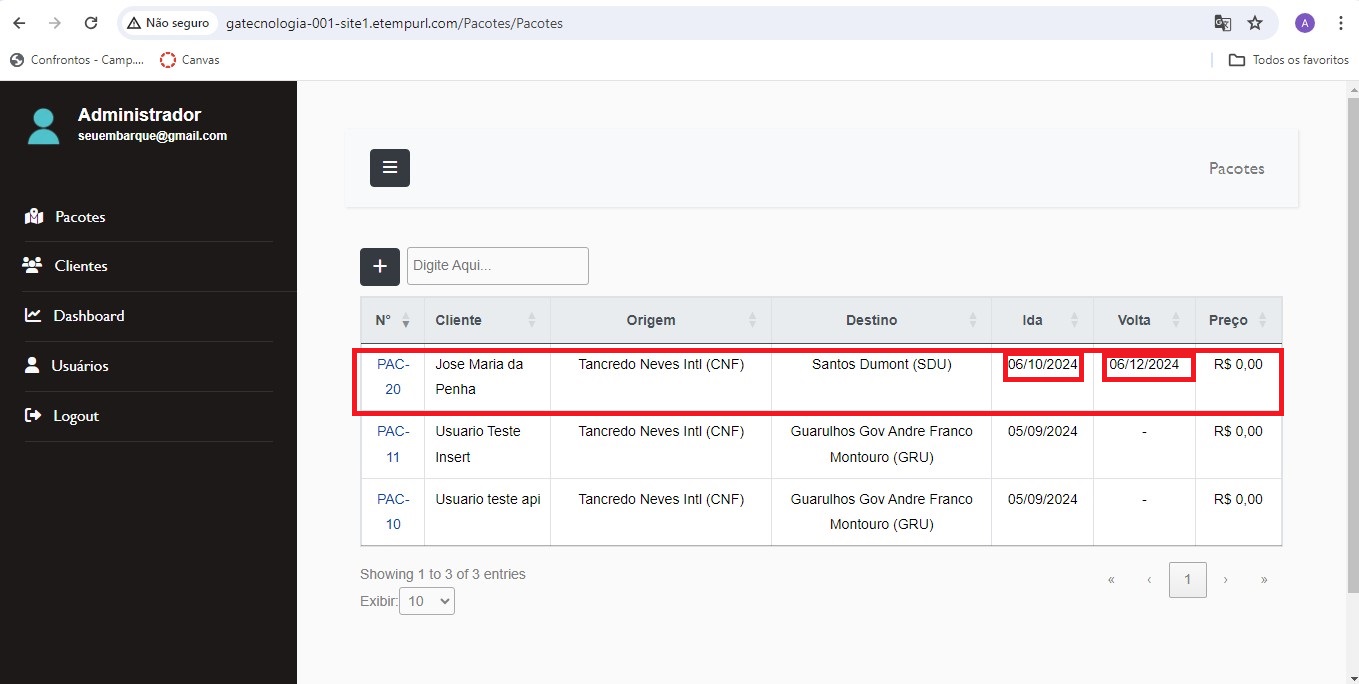 Não seguro
gatecnologia-001-site1.etempurl.com/Pacotes/Pacotes
A
Confrontos - Camp....
Canvas
Todos os favoritos
Administrador
seuembarque@gmail.com
Pacotes
Clientes
Dashboard
Usuários
Logout
Pacotes
+
Digite Aqui...
N° Cliente Origem Destino Ida Volta Preço
PAC- Jose Maria da Tancredo Neves Intl (CNF) Santos Dumont (SDU) 06/10/2024 06/12/2024 R$ 0,00
20 Penha
PAC- Usuario Teste Tancredo Neves Intl (CNF) Guarulhos Gov Andre Franco 05/09/2024 - R$ 0,00
11 Insert Montouro (GRU)
PAC- Usuario teste api Tancredo Neves Intl (CNF) Guarulhos Gov Andre Franco 05/09/2024 - R$ 0,00
10 Montouro (GRU)
Showing 1 to 3 of 3 entries
« ‹ 1 › »
Exibir: 10